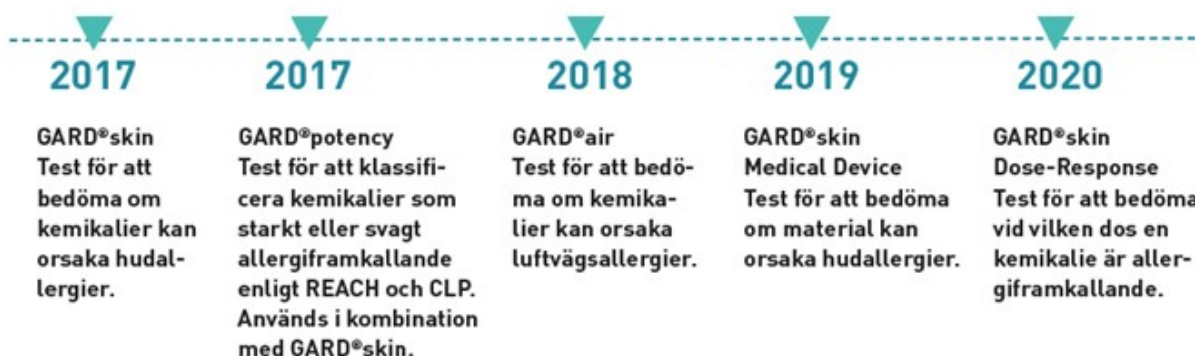 2017
GARD®skin
Test för att
bedöma om
kemikalier kan
orsaka hudal-
lergier.
2017
GARD®potency
Test för att klassifi-
cera kemikalier som
starkt eller svagt
allergiframkallande
enligt REACH och CLP.
Används i kombination
med GARD®skin.
2018
GARD®air
Test för att bedö-
ma om kemika-
lier kan orsaka
luftvägsallergier.
2019
GARD®skin
Medical Device
Test för att bedöma
om material kan
orsaka hudallergier.
2020
GARD®skin
Dose-Response
Test för att bedöma
vid vilken dos en
kemikalie är aller-
giframkallande.